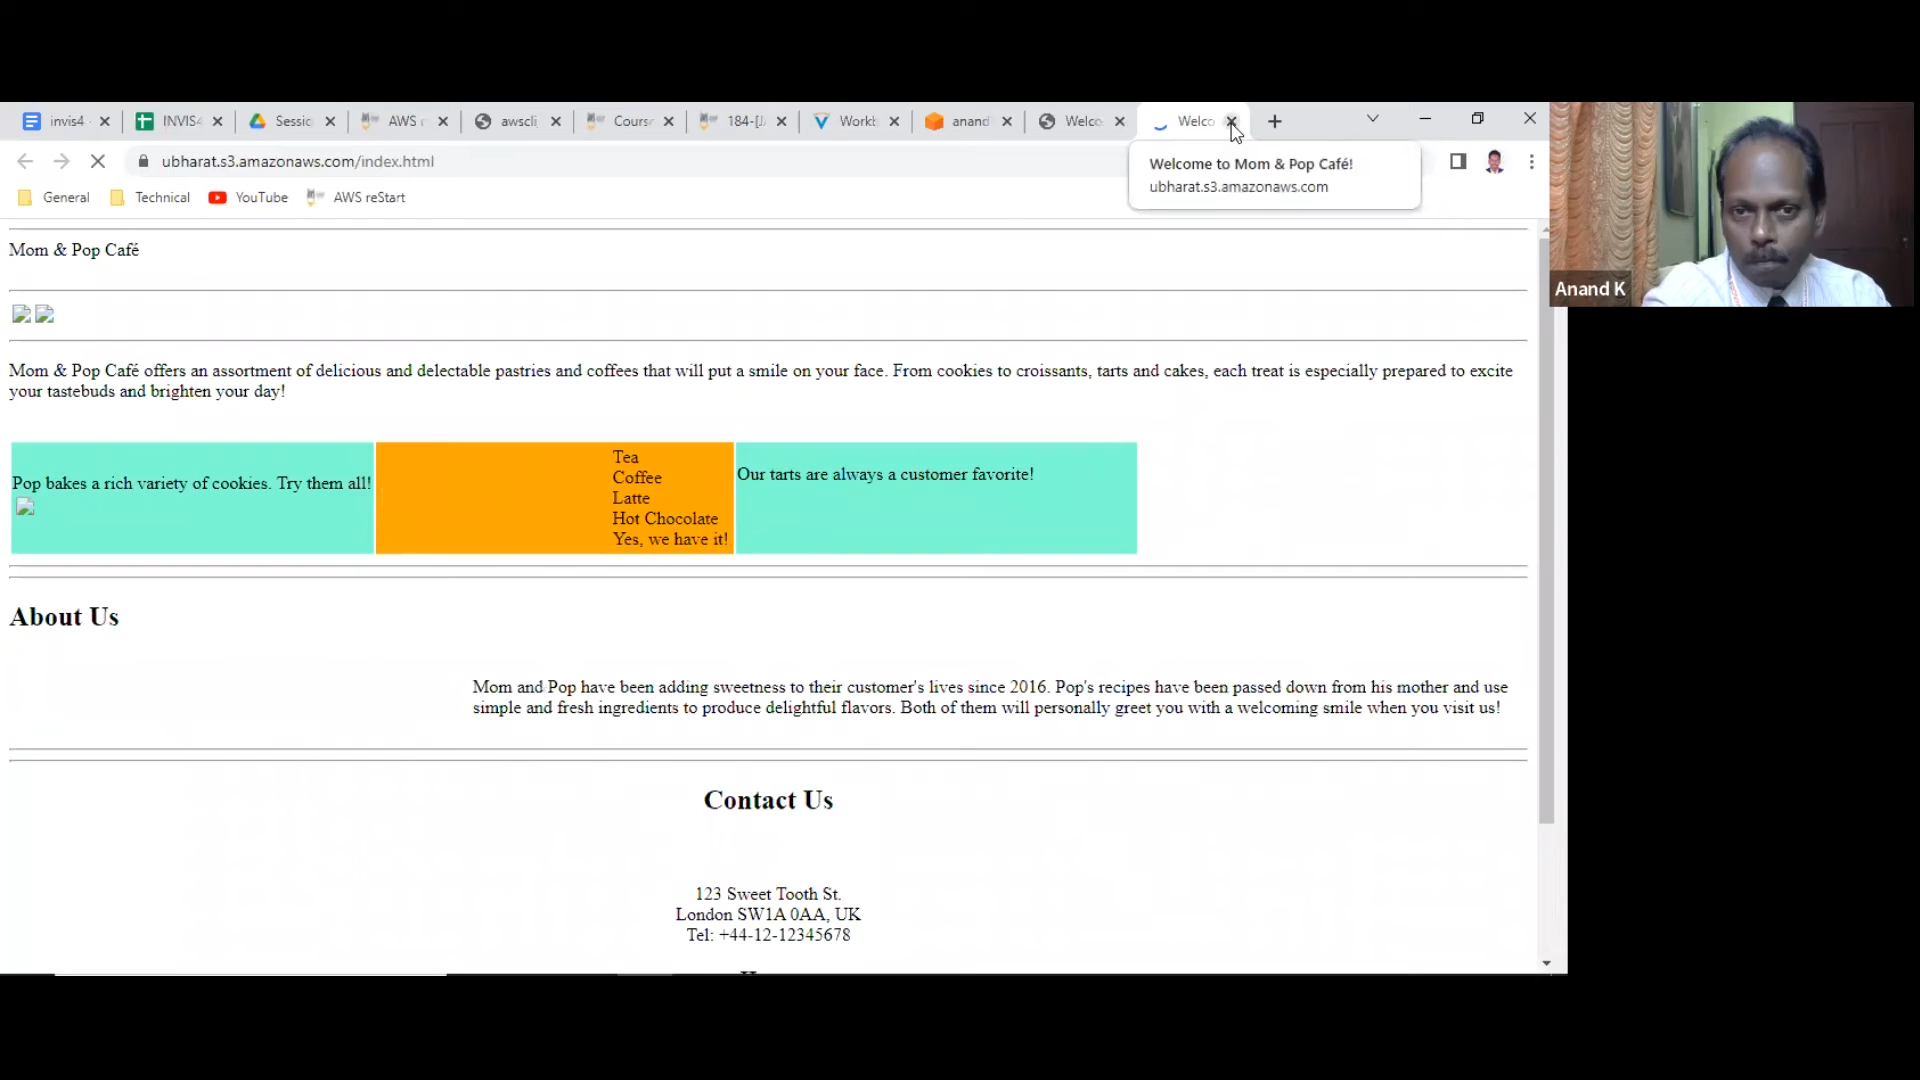 invis4
INVIS4
Sessic
AWS r
awscli
Cours
184-[J
Work
anand
Welco
Welco
ubharat.s3.amazonaws.com/index.html
Welcome to Mom & Pop Café!
ubharat.s3.amazonaws.com
General
Technical
YouTube
AWS reStart
Anand K
Mom & Pop Café
Mom & Pop Café offers an assortment of delicious and delectable pastries and coffees that will put a smile on your face. From cookies to croissants, tarts and cakes, each treat is especially prepared to excite
your tastebuds and brighten your day!
Pop bakes a rich variety of cookies. Try them all!
Tea
Coffee
Latte
Hot Chocolate
Yes, we have it!
Our tarts are always a customer favorite!
About Us
Mom and Pop have been adding sweetness to their customer's lives since 2016. Pop's recipes have been passed down from his mother and use
simple and fresh ingredients to produce delightful flavors. Both of them will personally greet you with a welcoming smile when you visit us!
Contact Us
123 Sweet Tooth St.
London SW1A 0AA, UK
Tel: +44-12-12345678